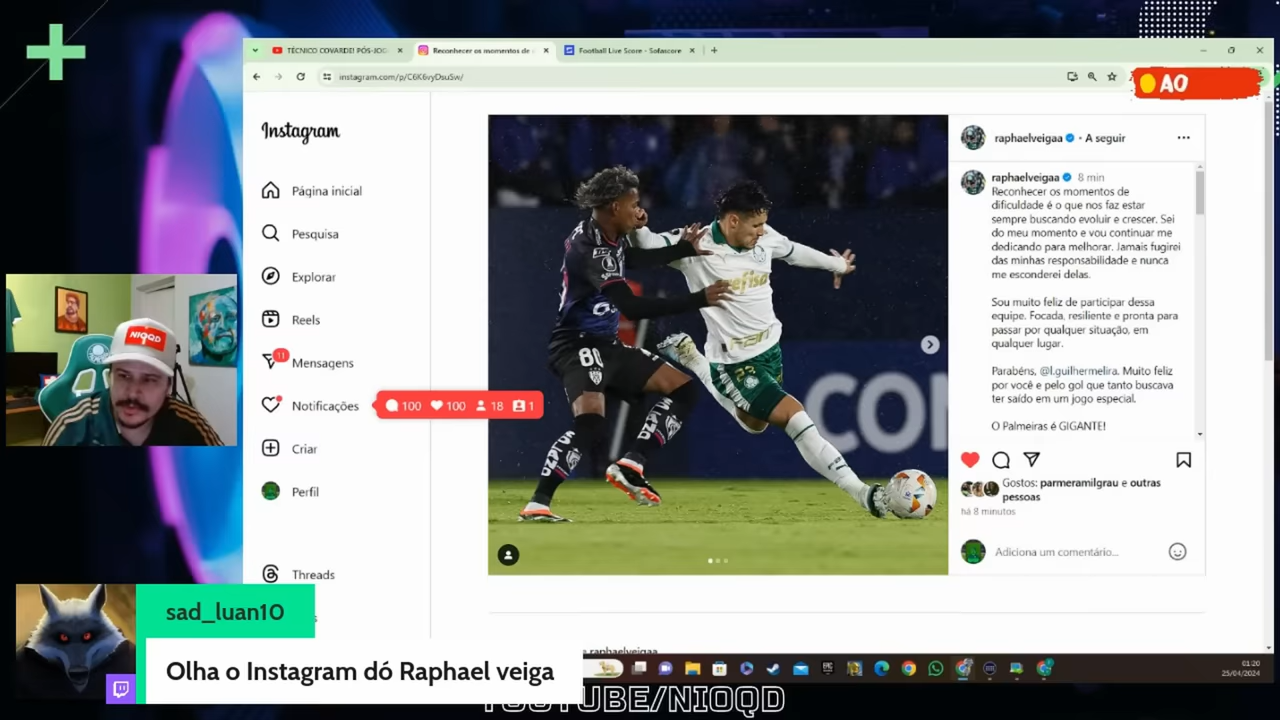 TÉCNICO COVARDE! PÓS-JOG
Reconhecer os momentos de
Football Live Score - Sofascore
instagram.com/p/C6K6vyDsuSw/
AO
Instagram
Página inicial
Pesquisa
Explorar
Reels
11
Mensagens
Notificações
100
100
18
1
Criar
Perfil
Threads
raphaelveigaa • A seguir
raphaelveigaa 8 min
Reconhecer os momentos de
dificuldade é o que nos faz estar
sempre buscando evoluir e crescer. Sei
do meu momento e vou continuar me
dedicando para melhorar. Jamais fugirei
das minhas responsabilidade e nunca
me esconderei delas.
Sou muito feliz de participar dessa
equipe. Focada, resiliente e pronta para
passar por qualquer situação, em
qualquer lugar.
Parabéns, @l.guilhermelira. Muito feliz
por você e pelo gol que tanto buscava
ter saído em um jogo especial.
O Palmeiras é GIGANTE!
Gostos: parmeramilgrau e outras
pessoas
há 8 minutos
Adiciona um comentário...
80
23
CON
NIOQD
raphaelveigaa
sad_luan10
Olha o Instagram dó Raphael veiga
YOUTUBE/NIOQD
01:20
25/04/2024